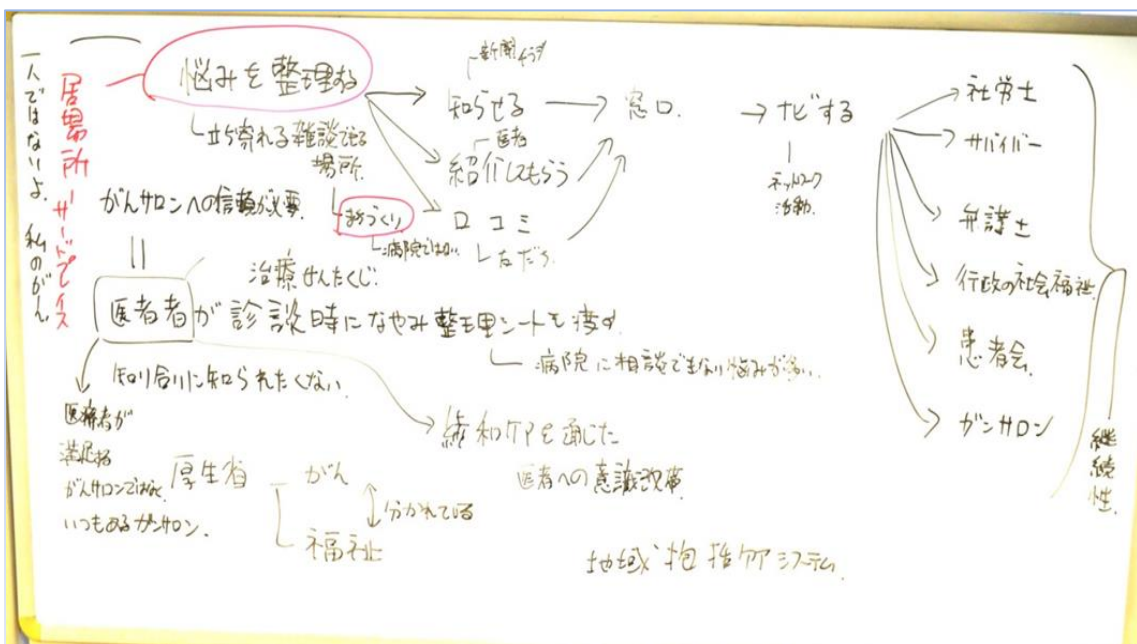 一人ではないよ、私のがん
居場所 サードプレイス
悩みを整理する
立ち寄れる雑談できる
場所
まちづくり
病院ではない
新聞チラシ
知らせる
医者
紹介してもらう
口コミ
友だち
窓口
ナビする
ネットワーク
活動
社労士
サバイバー
弁護士
行政の社会福祉
患者会
ガンサロン
継続性
がんサロンへの信頼が必要
治療せんたくじ
医者者が診談時になやみ整理シートを渡す
病院に相談できない悩みが多い
知り合いに知られたくない
医療者が
満足する
がんサロンではなく
いつもあるガンサロン
緩和ケアを通じた
医者への意識改革
厚生省
がん
分かれている
福祉
地域包括ケアシステム